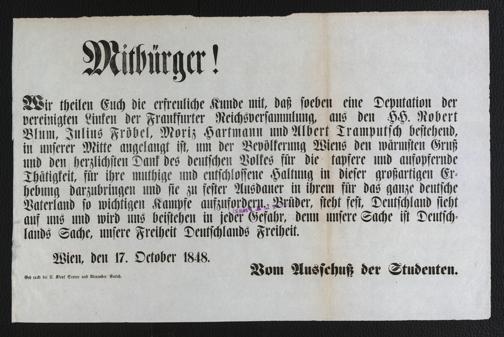 Mitbürger!
Wir theilen Euch die erfreuliche Kunde mit, daß soeben eine Deputation der
vereinigten Linken der Frankfurter Reichsversammlung, aus den HH. Robert
Blum, Julius Fröbel, Moriz Hartmann und Albert Trampusch bestehend,
in unserer Mitte angelangt ist, um der Bevölkerung Wiens den wärmsten Gruß
und den herzlichsten Dank des deutschen Volkes für die tapfere und aufopfernde
Thätigkeit, für ihre muthige und entschlossene Haltung in dieser großartigen Er-
hebung darzubringen und sie zu fester Ausdauer in ihrem für das ganze deutsche
Vaterland so wichtigen Kampfe aufzufordern. Brüder, steht fest, Deutschland sieht
auf uns und wird uns beistehen in jeder Gefahr, denn unsere Sache ist Deutsch-
lands Sache, unsere Freiheit Deutschlands Freiheit.
Wien, den 17. October 1848.
Vom Ausschuß der Studenten.